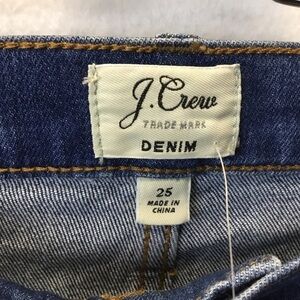 J.Crew
TRADE MARK
DENIM
25
MADE IN
CHINA